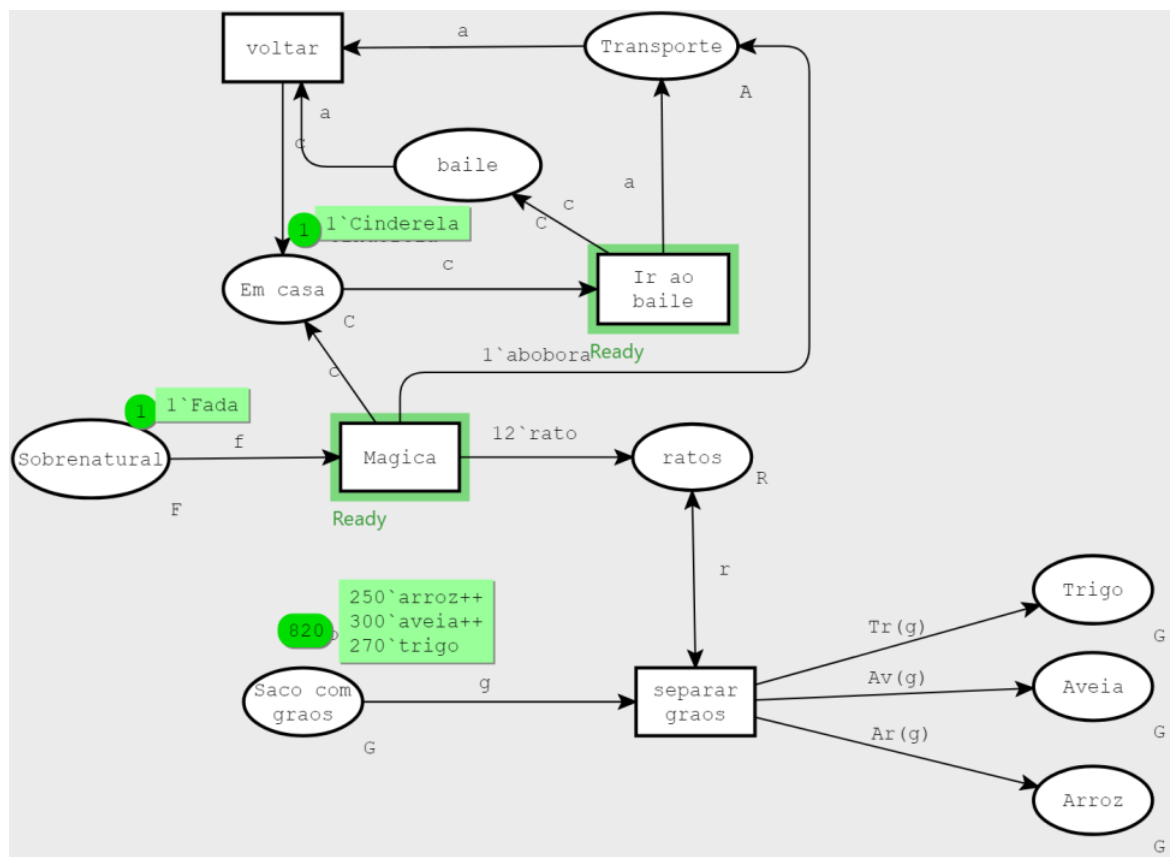 voltar
a
Transporte
A
a
c
baile
a
c
C
1
1`Cinderela
Em casa
c
C
Ir ao
baile
Ready
1`abobora
c
1
1`Fada
Sobrenatural
f
F
Magica
Ready
12`rato
ratos
R
r
250`arroz++
300`aveia++
270`trigo
820
Saco com
graos
g
G
separar
graos
Tr(g)
Trigo
G
Av(g)
Aveia
G
Ar(g)
Arroz
G